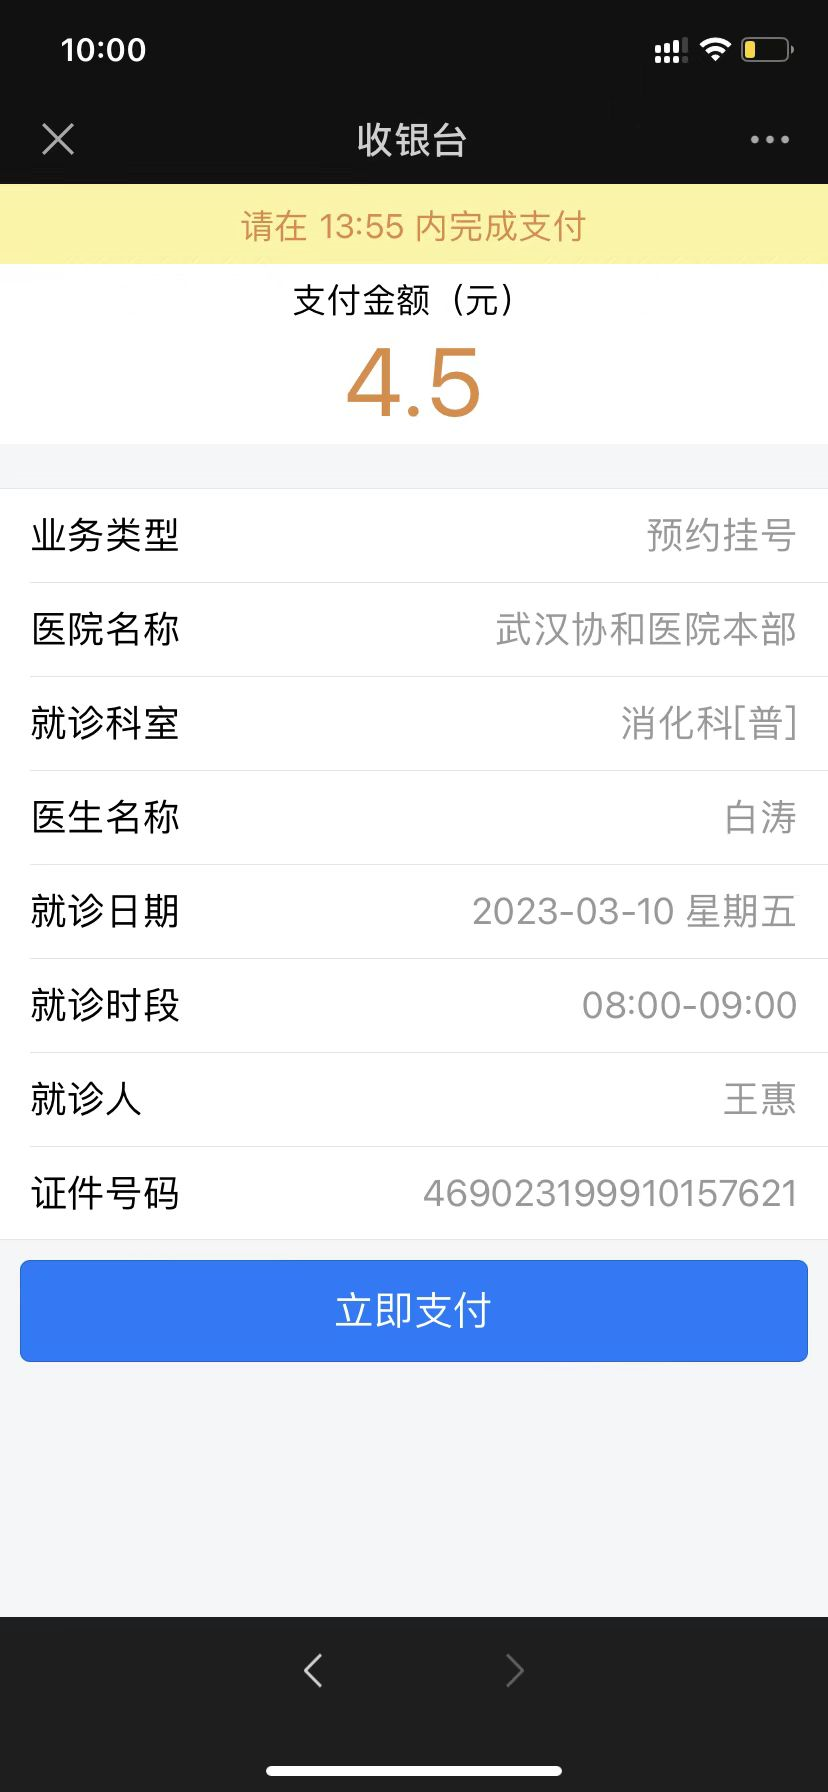 10:00
收银台
请在 13:55 内完成支付
支付金额（元）
4.5
业务类型 预约挂号
医院名称 武汉协和医院本部
就诊科室 消化科[普]
医生名称 白涛
就诊日期 2023-03-10 星期五
就诊时段 08:00-09:00
就诊人 王惠
证件号码 469023199910157621
立即支付